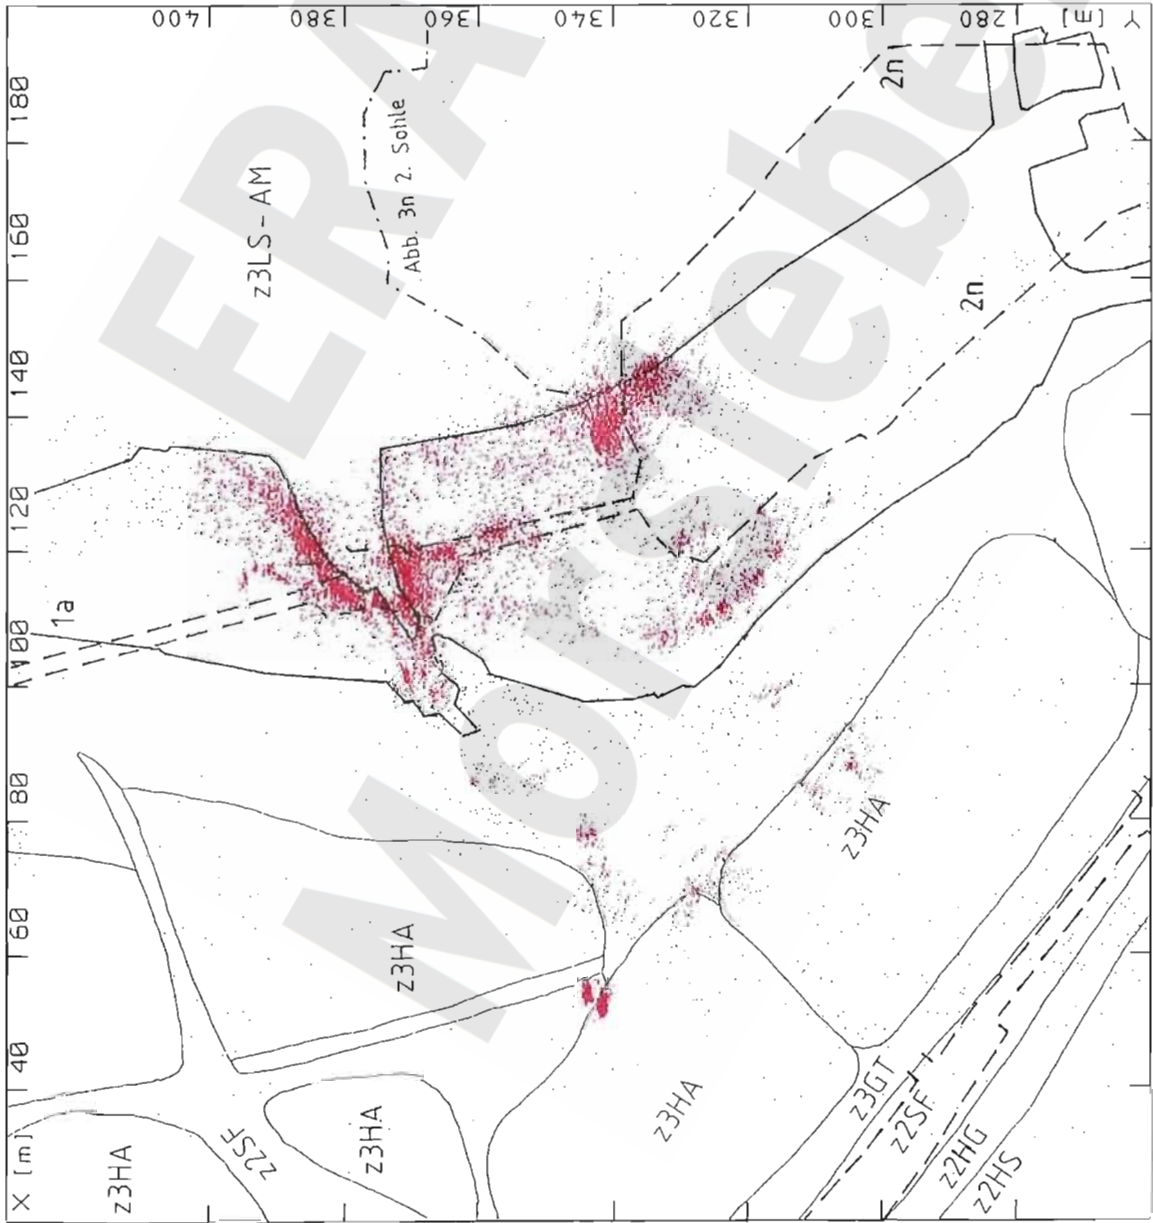 400
380
360
340
320
300
280
Y [m]
180
160
140
120
100
80
60
40
X [m]
z3LS-AM
Abb. 3n 2. Sohle
2n
2n
1a
z3HA
z3HA
z3HA
z3HA
z3HA
z2SF
z3GT
z2SF
z2HG
z2HS
ERA
Morslebe